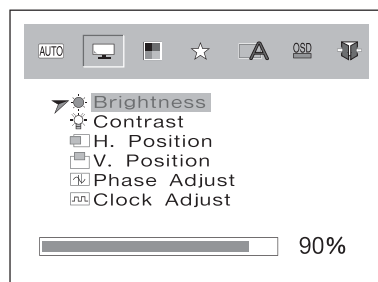 AUTO A OSD
Brightness
Contrast
H. Position
V. Position
Phase Adjust
Clock Adjust
90%